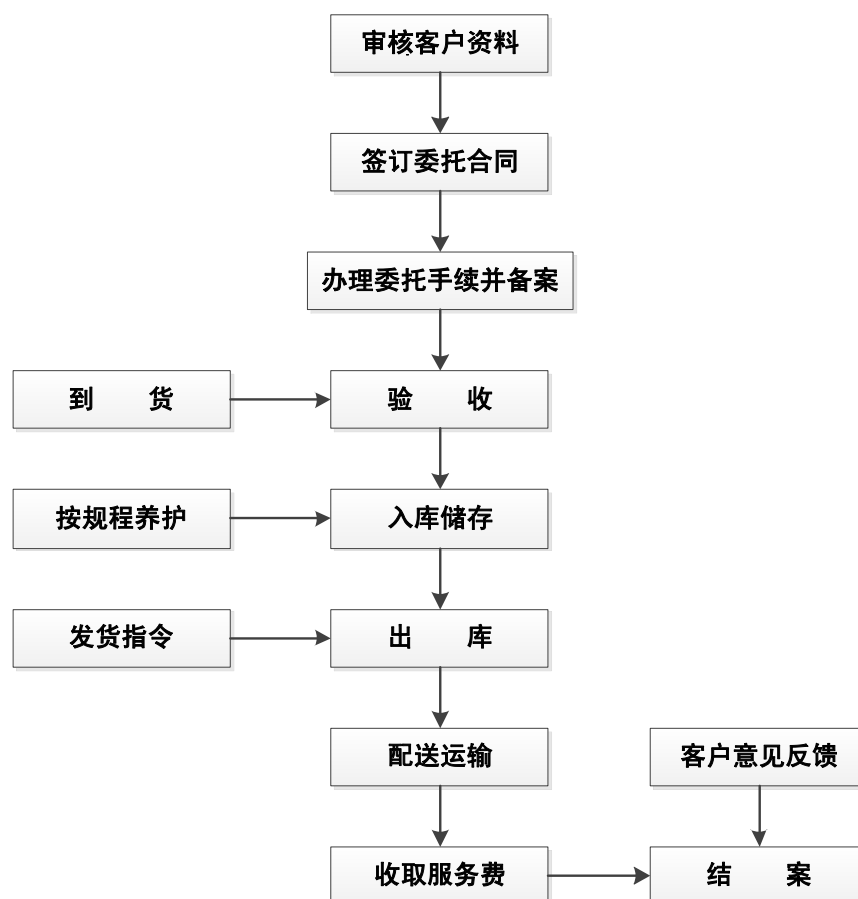 审核客户资料
签订委托合同
办理委托手续并备案
到 货
验 收
按规程养护
入库储存
发货指令
出 库
配送运输
客户意见反馈
收取服务费
结 案